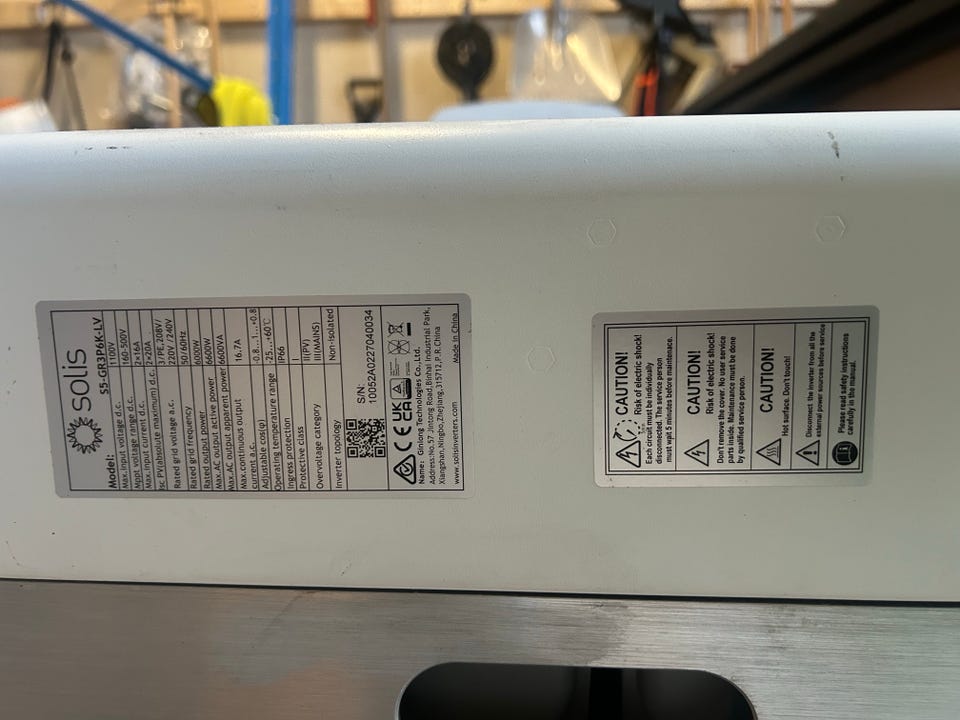 solis
Model: S5-GR3P6K-LV
Max. input voltage d.c. 1100V
Mppt voltage range d.c. 160-500V
Max. input current d.c. 2×16A
Isc PV(absolute maximum) d.c. 2×20A
Rated grid voltage a.c. 3/PE, 208V/
220V /240V
Rated grid frequency 50/60Hz
Rated output power 6000W
Max. AC output active power 6600W
Max. AC output apparent power 6600VA
Max.continuous output
current a.c. 16,7A
Adjustable cos(φ) -0.8...1...+0.8
Operating temperature range -25...+60°C
Ingress protection IP66
Protective class I
Overvoltage category II(PV)
III(MAINS)
Inverter topology Non-Isolated
S/N:
10052A0227040034
CE UKCA
Name: Ginlong Technologies Co., Ltd.
Address: No.57 Jintong Road,Binhai Industrial Park,
Xiangshan,Ningbo,Zhejiang,315712,P.R.China
www.solisinverters.com Made in China
CAUTION!
Risk of electric shock!
Each circuit must be individually
disconnected. The service person
must wait 5 minutes before maintenace.
CAUTION!
Risk of electric shock!
Don't remove the cover. No user service
parts inside. Maintenance must be done
by qualified service person.
CAUTION!
Hot surface. Don't touch!
Disconnect the inverter from all the
external power sources before service
Please read safety instructions
carefully in the manual.